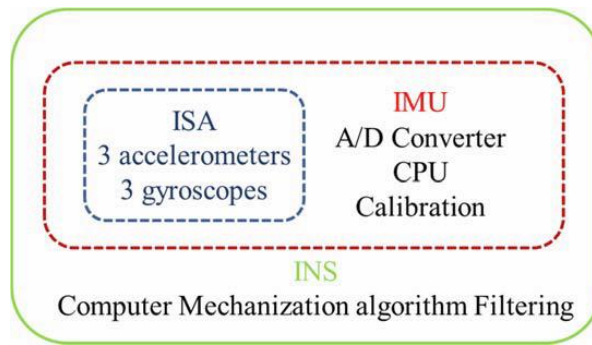 ISA
3 accelerometers
3 gyroscopes
IMU
A/D Converter
CPU
Calibration
INS
Computer Mechanization algorithm Filtering